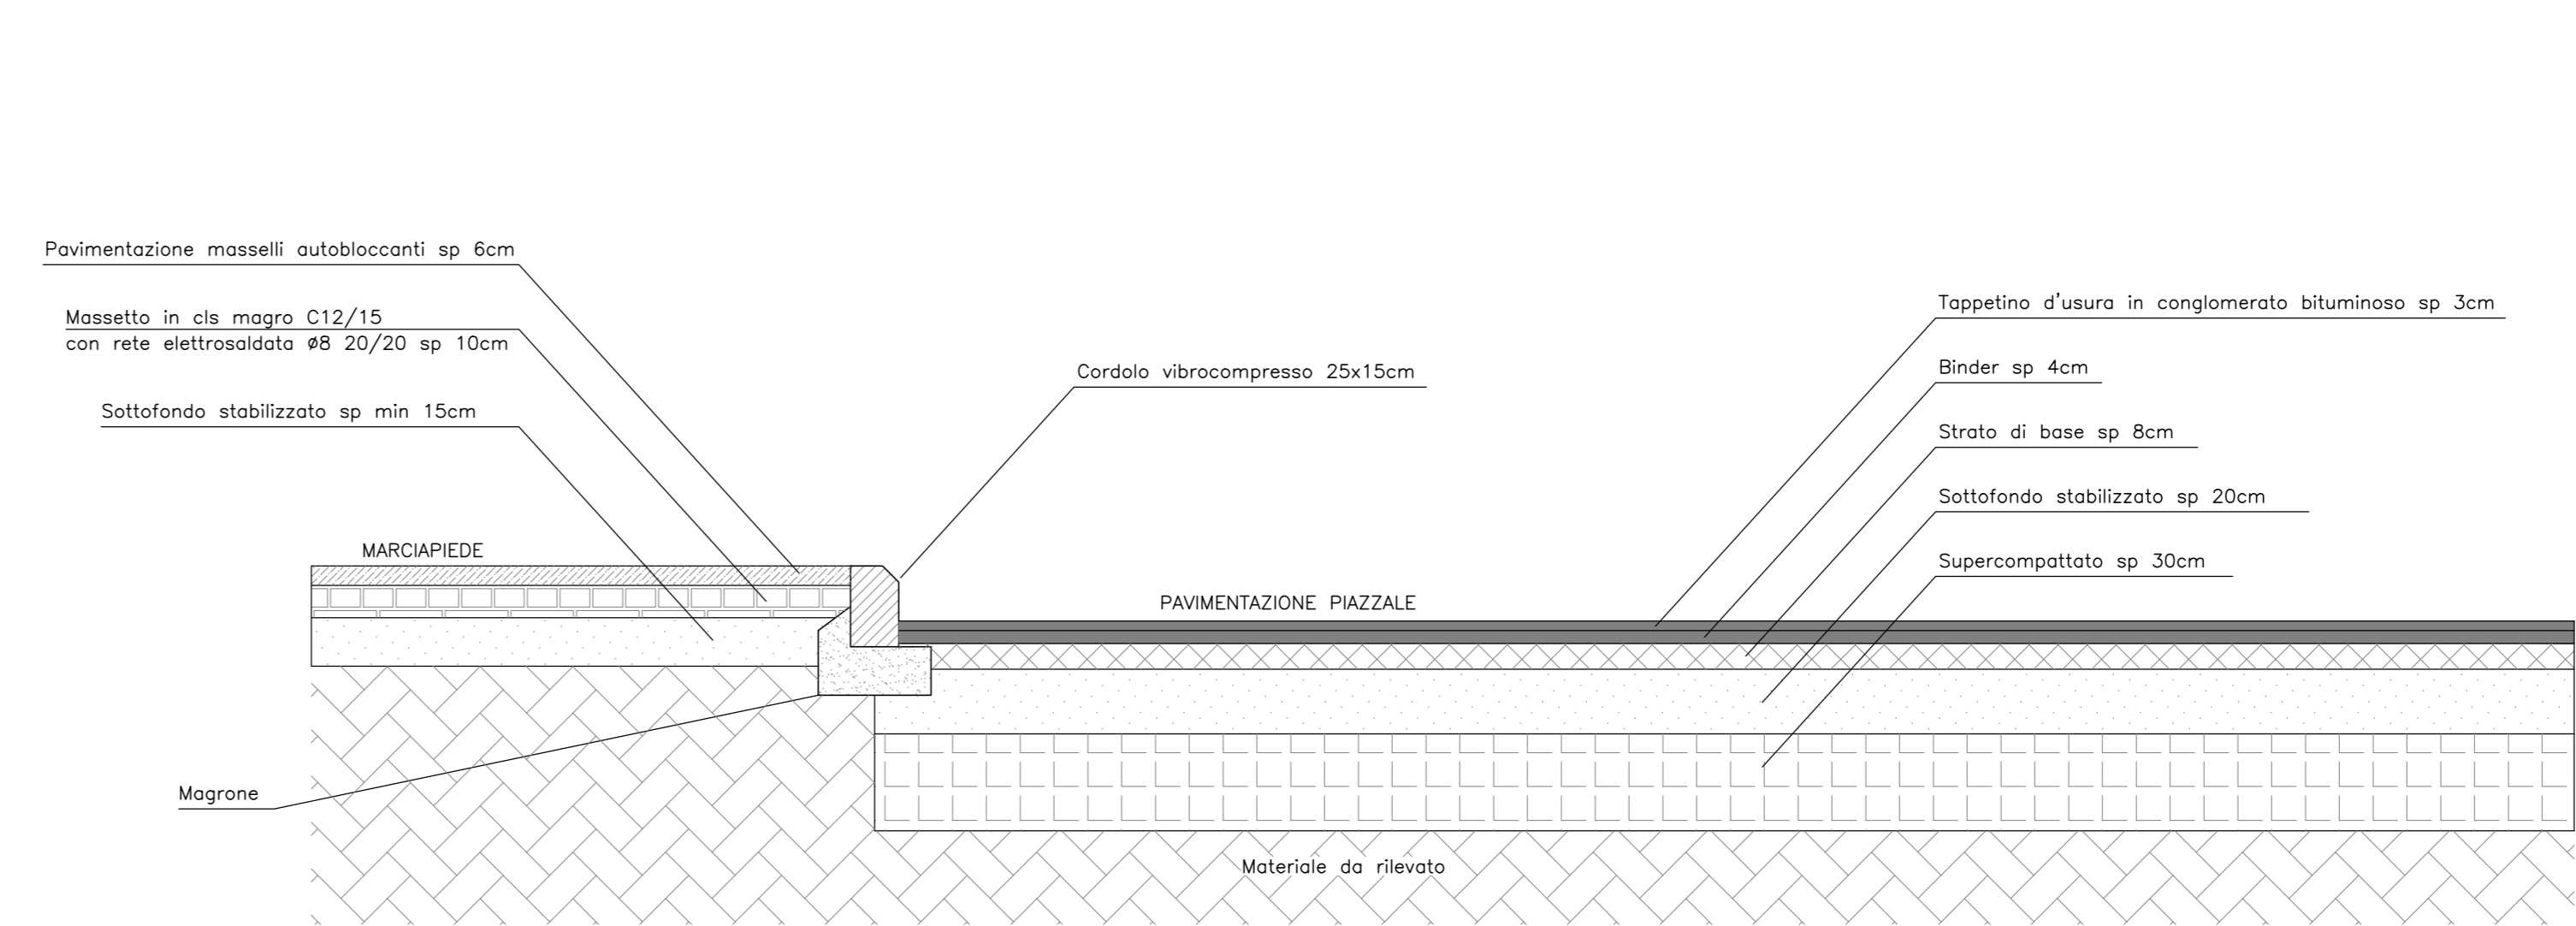 Pavimentazione masselli autobloccanti sp 6cm
Massetto in cls magro C12/15
con rete elettrosaldata ø8 20/20 sp 10cm
Sottofondo stabilizzato sp min 15cm
MARCIAPIEDE
Magrone
Cordolo vibrocompresso 25x15cm
PAVIMENTAZIONE PIAZZALE
Tappetino d'usura in conglomerato bituminoso sp 3cm
Binder sp 4cm
Strato di base sp 8cm
Sottofondo stabilizzato sp 20cm
Supercompattato sp 30cm
Materiale da rilevato